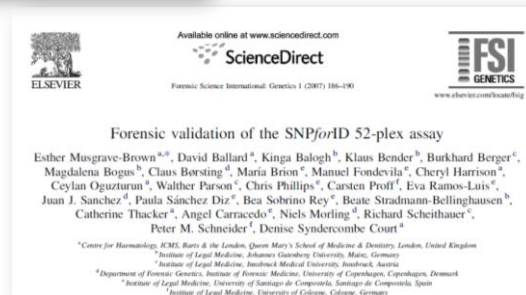 Available online at www.sciencedirect.com
ScienceDirect
ELSEVIER
Forensic Science International: Genetics 1 (2007) 186–190
FSI
GENETICS
www.elsevier.com/locate/fsig
Forensic validation of the SNPforID 52-plex assay
Esther Musgrave-Brown a,*, David Ballard a, Kinga Balogh b, Klaus Bender b, Burkhard Berger c,
Magdalena Bogus b, Claus Børsting d, María Brion e, Manuel Fondevila e, Cheryl Harrison a,
Ceylan Oguzturun a, Walther Parson c, Chris Phillips e, Carsten Proff f, Eva Ramos-Luis e,
Juan J. Sanchez d, Paula Sánchez Diz e, Bea Sobrino Rey e, Beate Stradmann-Bellinghausen b,
Catherine Thacker a, Angel Carracedo e, Niels Morling d, Richard Scheithauer c,
Peter M. Schneider f, Denise Syndercombe Court a
a Centre for Haematology, ICMS, Barts & the London, Queen Mary's School of Medicine & Dentistry, London, United Kingdom
b Institute of Legal Medicine, Johannes Gutenberg University, Mainz, Germany
c Institute of Legal Medicine, Innsbruck Medical University, Innsbruck, Austria
d Department of Forensic Genetics, Institute of Forensic Medicine, University of Copenhagen, Copenhagen, Denmark
e Institute of Legal Medicine, University of Santiago de Compostela, Santiago de Compostela, Spain
f Institute of Legal Medicine, University of Cologne, Cologne, Germany